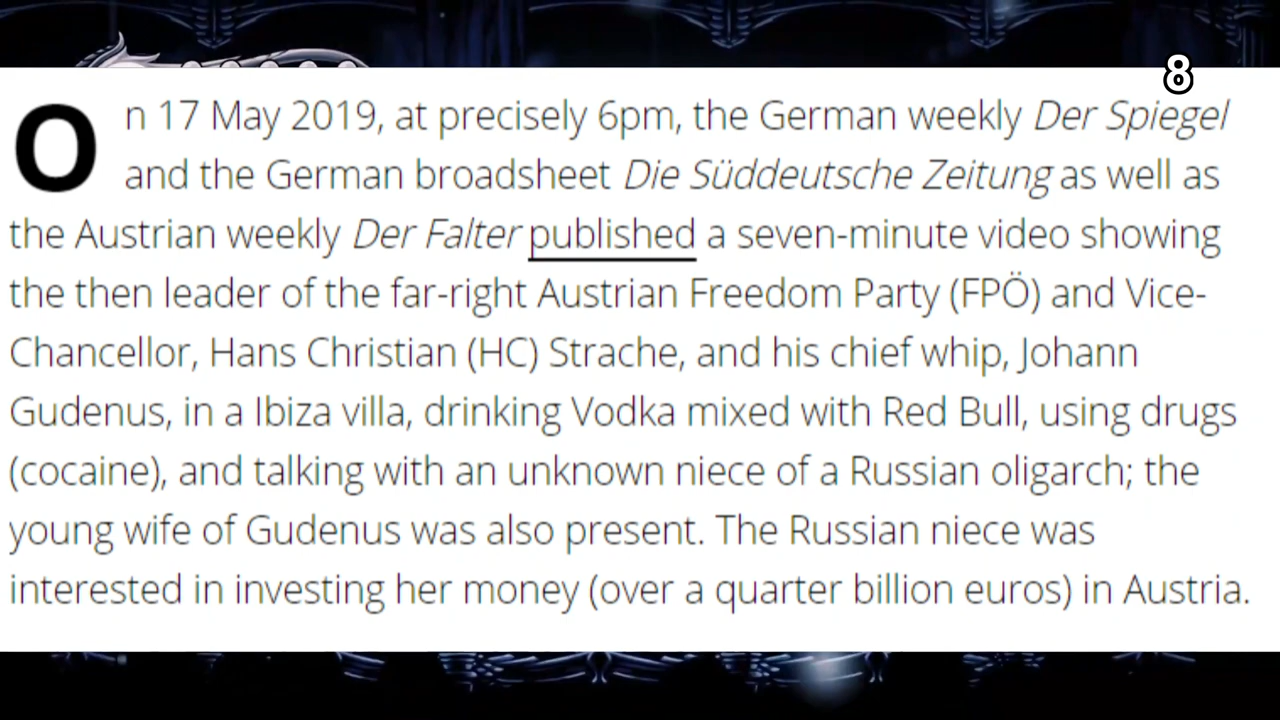 8
On 17 May 2019, at precisely 6pm, the German weekly Der Spiegel
and the German broadsheet Die Süddeutsche Zeitung as well as
the Austrian weekly Der Falter published a seven-minute video showing
the then leader of the far-right Austrian Freedom Party (FPÖ) and Vice-
Chancellor, Hans Christian (HC) Strache, and his chief whip, Johann
Gudenus, in a Ibiza villa, drinking Vodka mixed with Red Bull, using drugs
(cocaine), and talking with an unknown niece of a Russian oligarch; the
young wife of Gudenus was also present. The Russian niece was
interested in investing her money (over a quarter billion euros) in Austria.